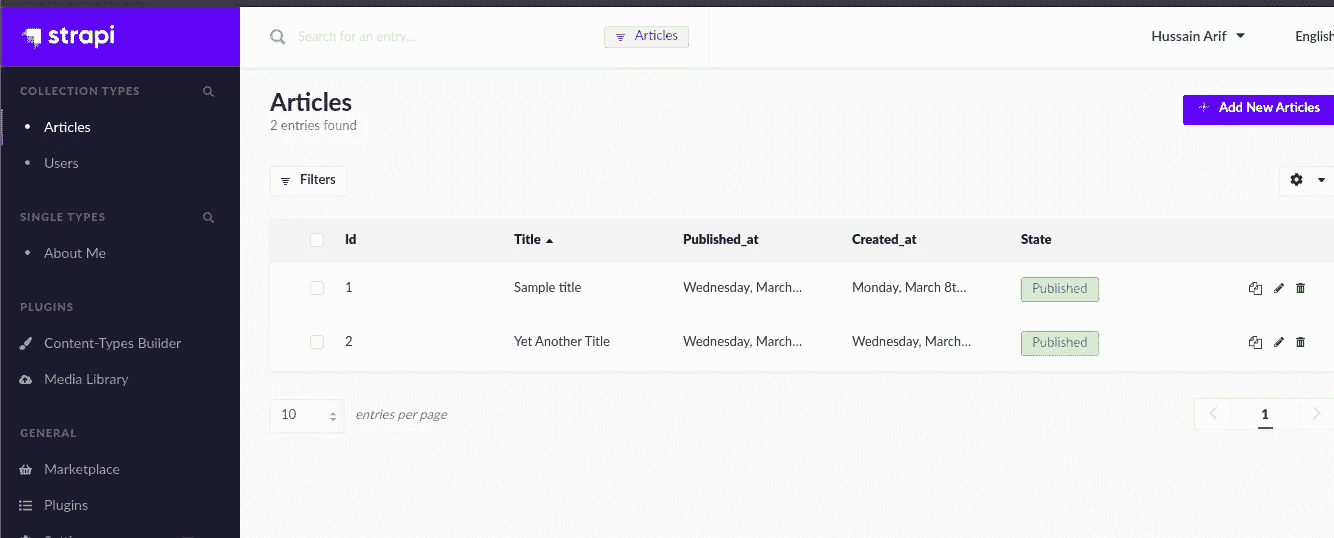 strapi
Search for an entry...
Articles
Hussain Arif
English
COLLECTION TYPES
Articles
Users
SINGLE TYPES
About Me
PLUGINS
Content-Types Builder
Media Library
GENERAL
Marketplace
Plugins
Articles
2 entries found
Add New Articles
Filters
Id Title Published_at Created_at State
1 Sample title Wednesday, March... Monday, March 8t... Published
2 Yet Another Title Wednesday, March... Wednesday, March... Published
10 entries per page
1